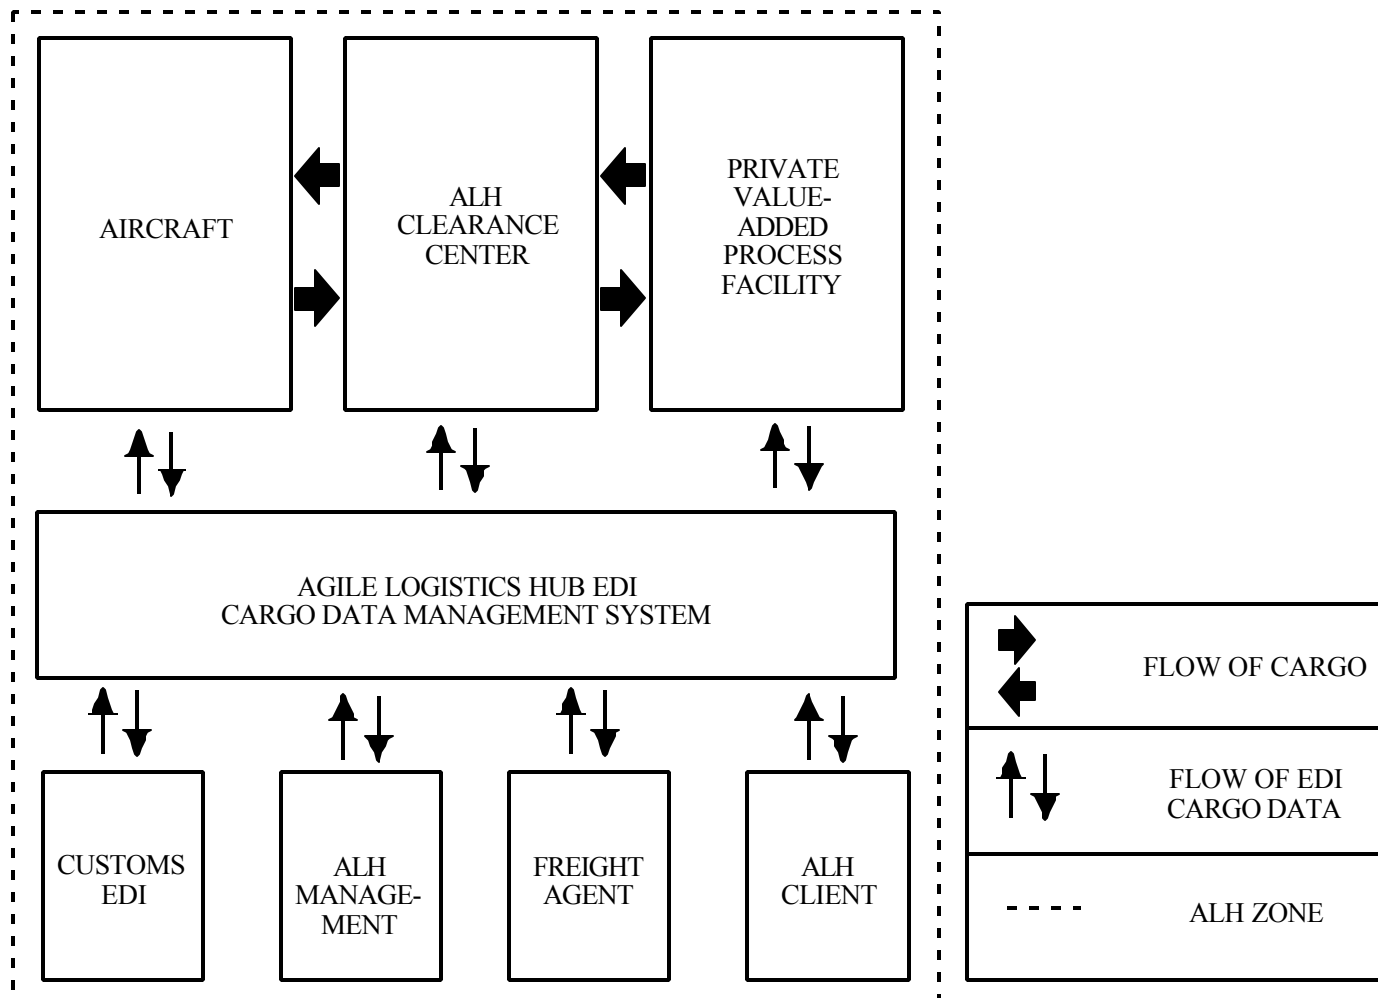 AIRCRAFT
ALH
CLEARANCE
CENTER
PRIVATE
VALUE-
ADDED
PROCESS
FACILITY
AGILE LOGISTICS HUB EDI
CARGO DATA MANAGEMENT SYSTEM
CUSTOMS
EDI
ALH
MANAGE-
MENT
FREIGHT
AGENT
ALH
CLIENT
FLOW OF CARGO
FLOW OF EDI
CARGO DATA
ALH ZONE